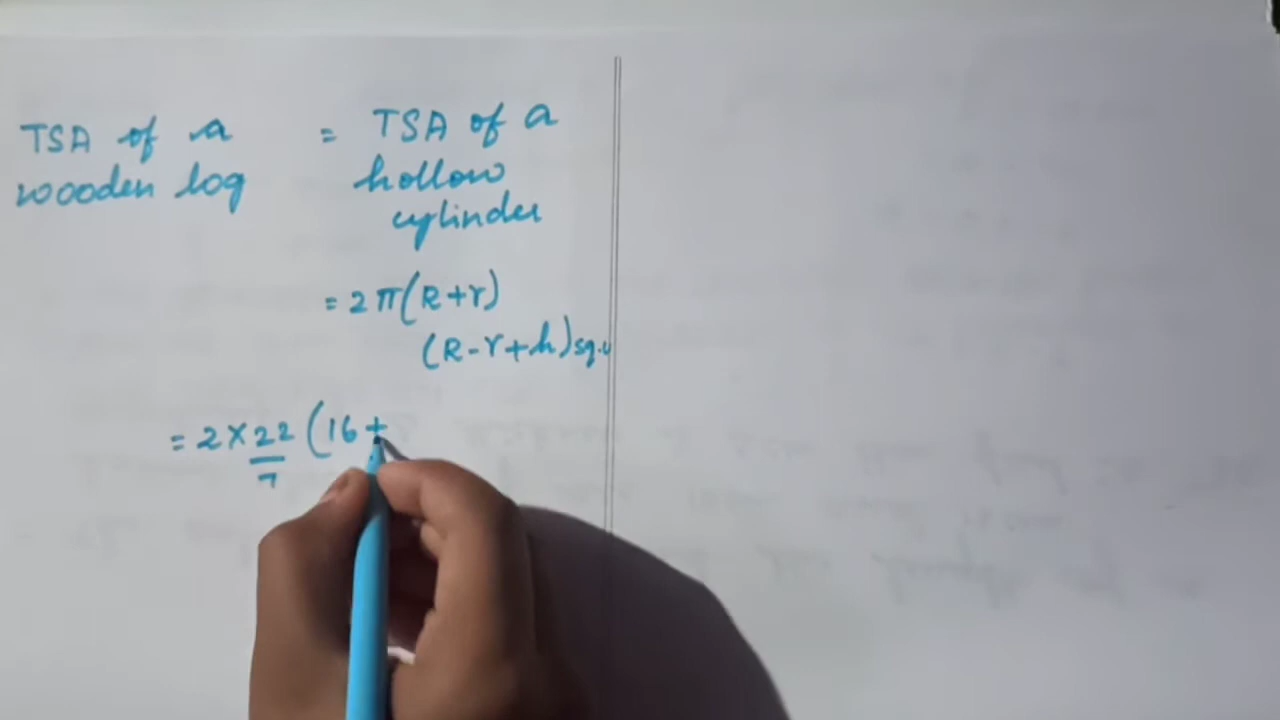 TSA of a = TSA of a
wooden log hollow
cylinder
= 2π(R+r)
(R-r+h)sq.u
= 2×22/7 (16+